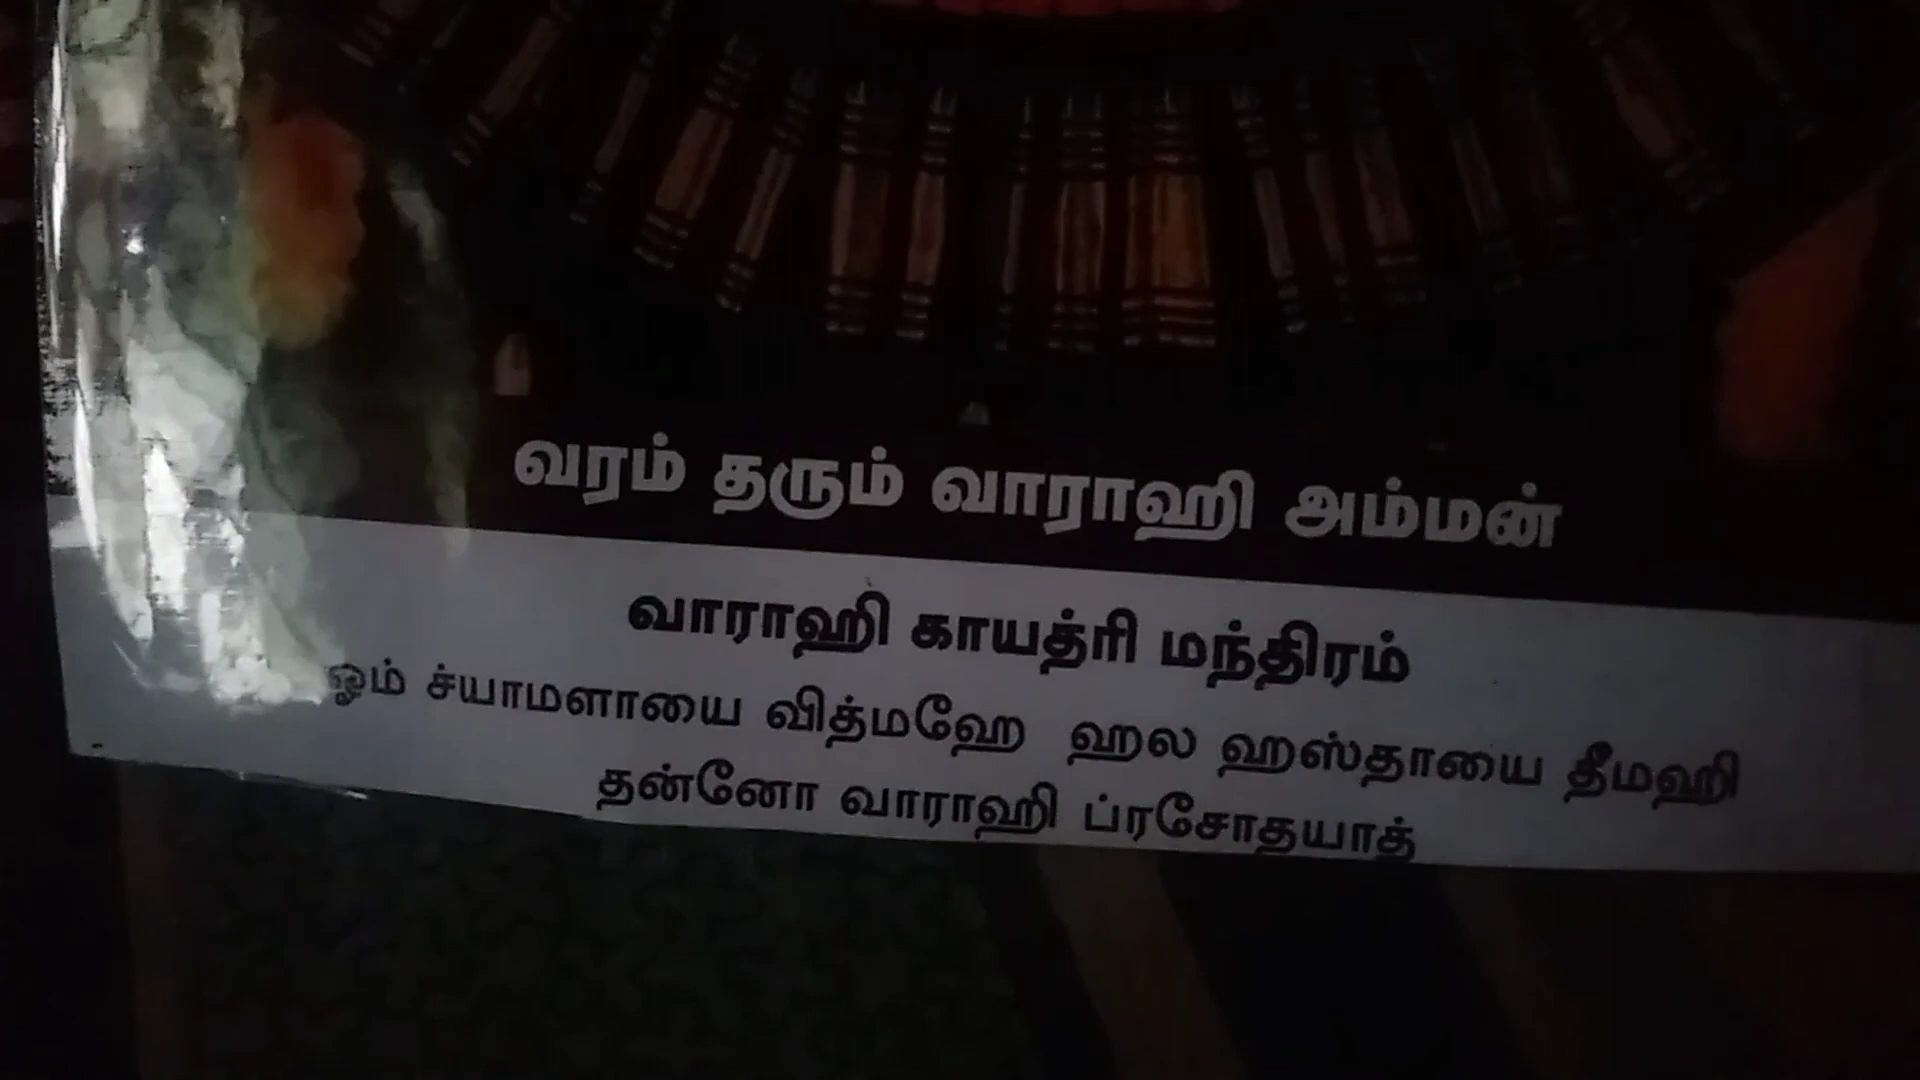 வரம் தரும் வாராஹி அம்மன்
வாராஹி காயத்ரி மந்திரம்
ஓம் ச்யாமளாயை வித்மஹே ஹல ஹஸ்தாயை தீமஹி
தன்னோ வாராஹி ப்ரசோதயாத்